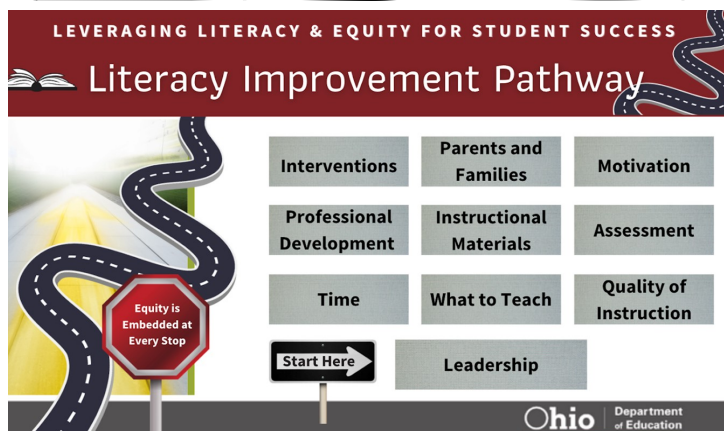 LEVERAGING LITERACY & EQUITY FOR STUDENT SUCCESS
Literacy Improvement Pathway
Interventions
Parents and
Families
Motivation
Professional
Development
Instructional
Materials
Assessment
Time
What to Teach
Quality of
Instruction
Equity is
Embedded at
Every Stop
Start Here
Leadership
Ohio
Department
of Education